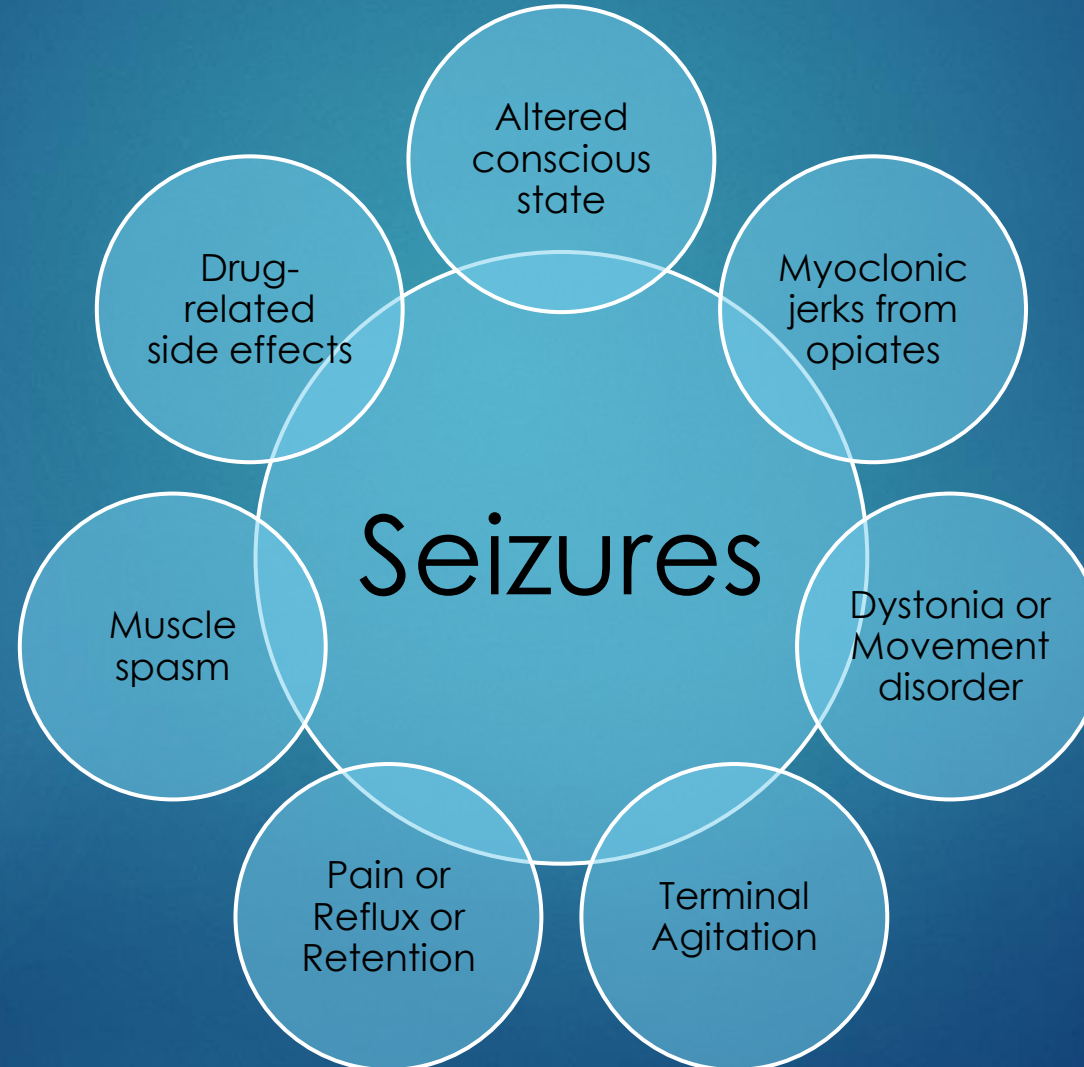 Altered
conscious
state
Myoclonic
jerks from
opiates
Dystonia or
Movement
disorder
Terminal
Agitation
Pain or
Reflux or
Retention
Muscle
spasm
Drug-
related
side effects
Seizures